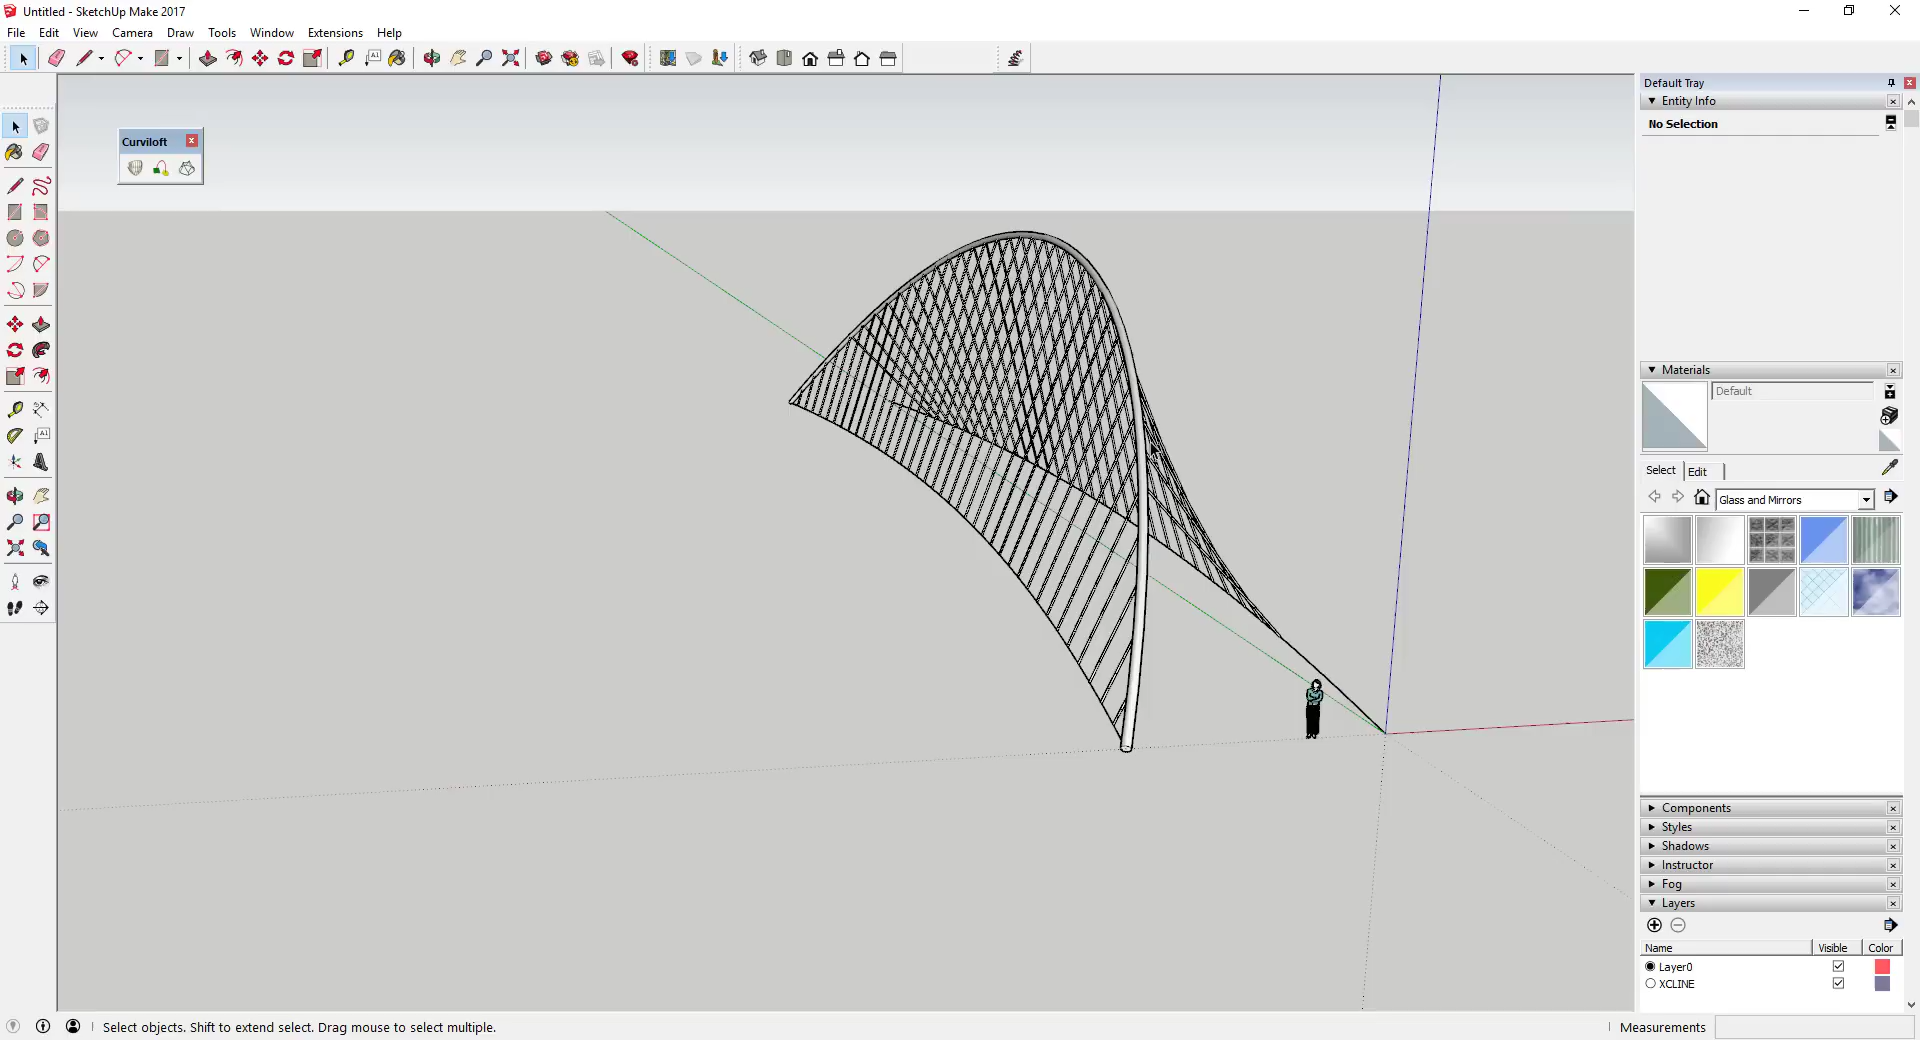 Untitled - SketchUp Make 2017
File Edit View Camera Draw Tools Window Extensions Help
Default Tray
Entity Info
No Selection
Curviloft
Materials
Default
Select Edit
Glass and Mirrors
Components
Styles
Shadows
Instructor
Fog
Layers
Name Visible Color
Layer0
XCLINE
Select objects. Shift to extend select. Drag mouse to select multiple.
Measurements